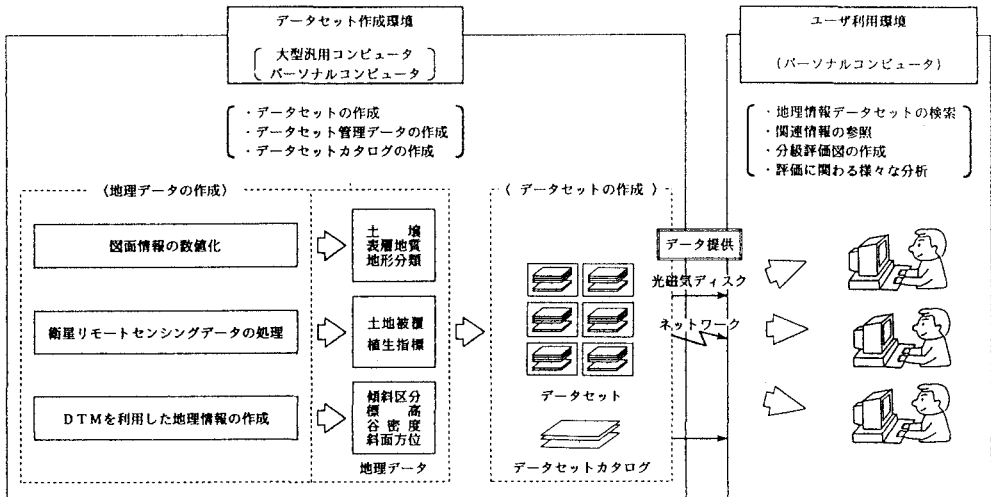 データセット作成環境
大型汎用コンピュータ
パーソナルコンピュータ
・データセットの作成
・データセット管理データの作成
・データセットカタログの作成
ユーザ利用環境
(パーソナルコンピュータ)
・地理情報データセットの検索
・関連情報の参照
・分級評価図の作成
・評価に関わる様々な分析
(地理データの作成)
図面情報の数値化
衛星リモートセンシングデータの処理
DTMを利用した地理情報の作成
土 壌
表層地質
地形分類
土地被覆
植生指標
傾斜区分
標 高
谷 密 度
斜面方位
地理データ
( データセットの作成 )
データセット
データセットカタログ
データ提供
光磁気ディスク
ネットワーク